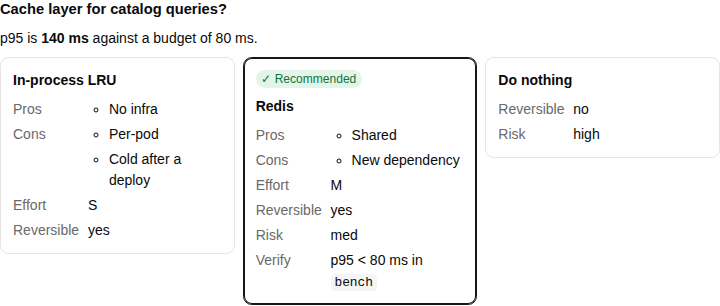 Cache layer for catalog queries?
p95 is 140 ms against a budget of 80 ms.
In-process LRU
Pros
No infra
Cons
Per-pod
Cold after a
deploy
Effort S
Reversible yes
✓ Recommended
Redis
Pros
Shared
Cons
New dependency
Effort M
Reversible yes
Risk med
Verify p95 < 80 ms in
bench
Do nothing
Reversible no
Risk high